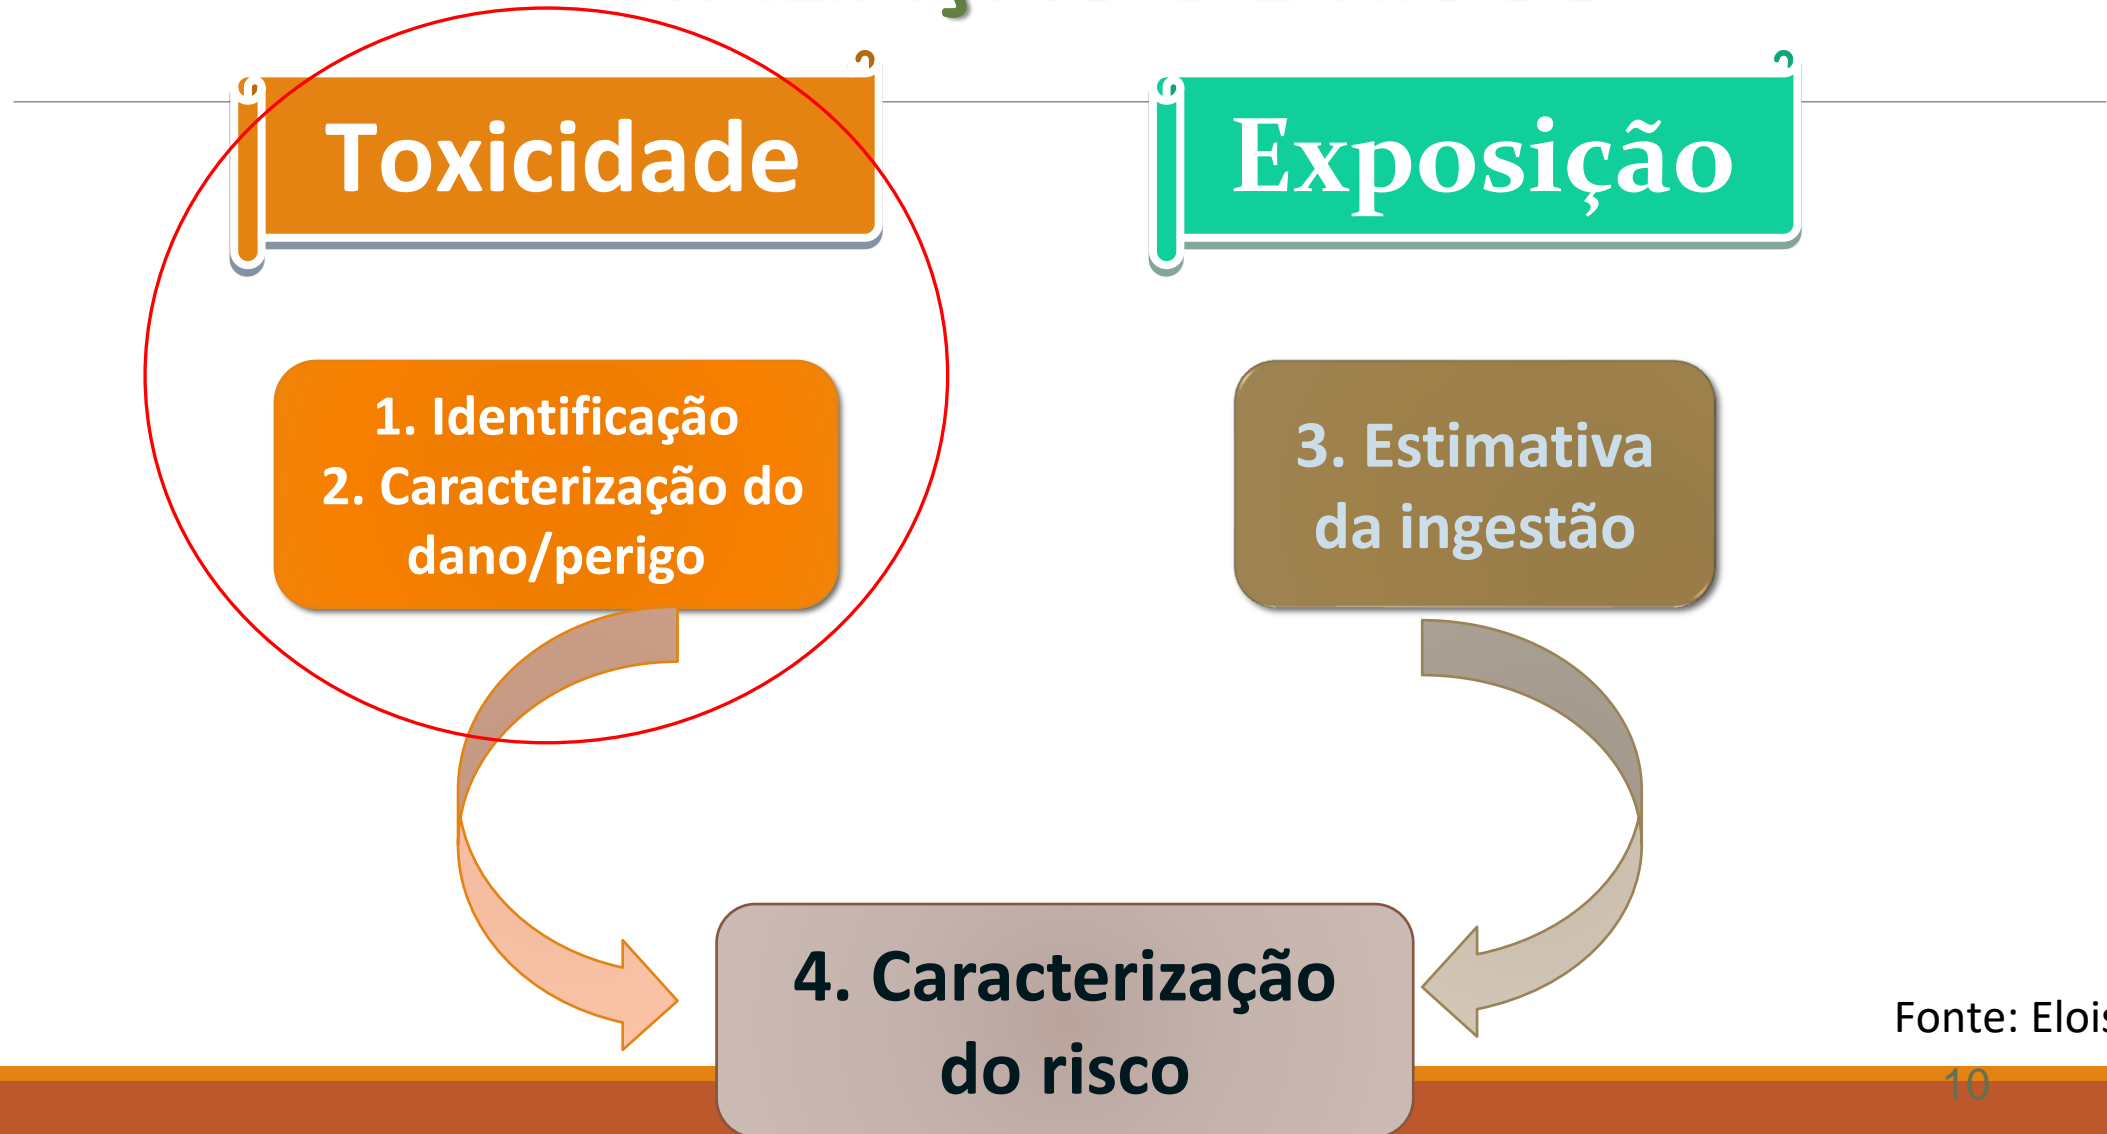 Toxicidade
Exposição
1. Identificação
2. Caracterização do
dano/perigo
3. Estimativa
da ingestão
4. Caracterização
do risco
Fonte: Elois
10